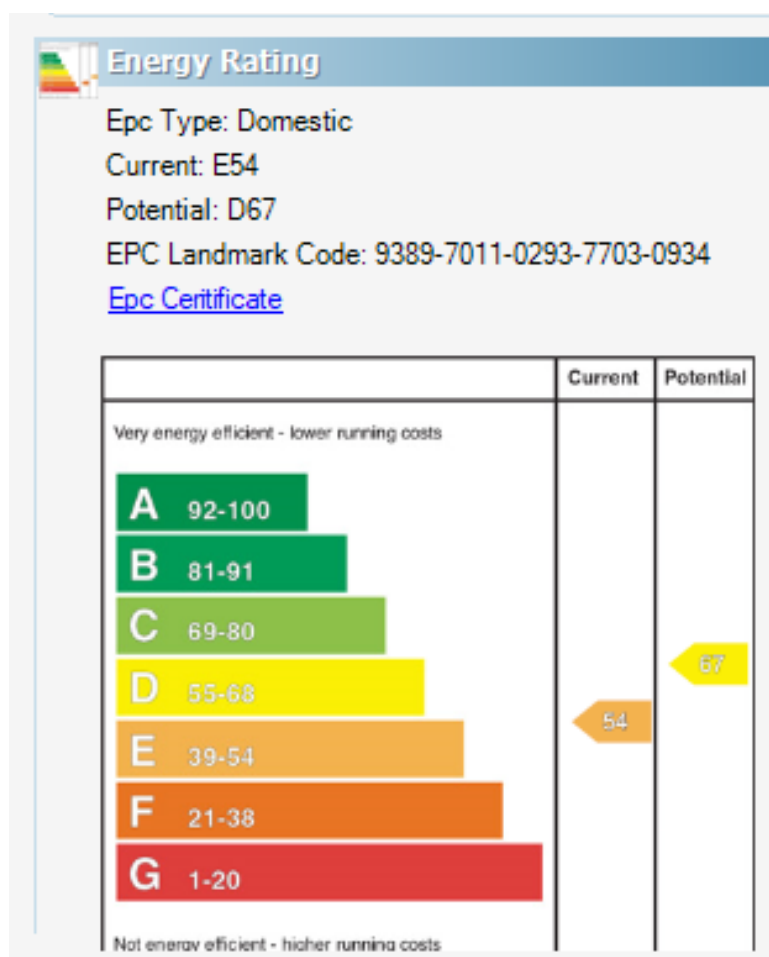 Energy Rating
Epc Type: Domestic
Current: E54
Potential: D67
EPC Landmark Code: 9389-7011-0293-7703-0934
Epc Ceritificate
Current Potential
Very energy efficient - lower running costs
A 92-100
B 81-91
C 69-80
67
D 55-68
54
E 39-54
F 21-38
G 1-20
Not energy efficient - higher running costs